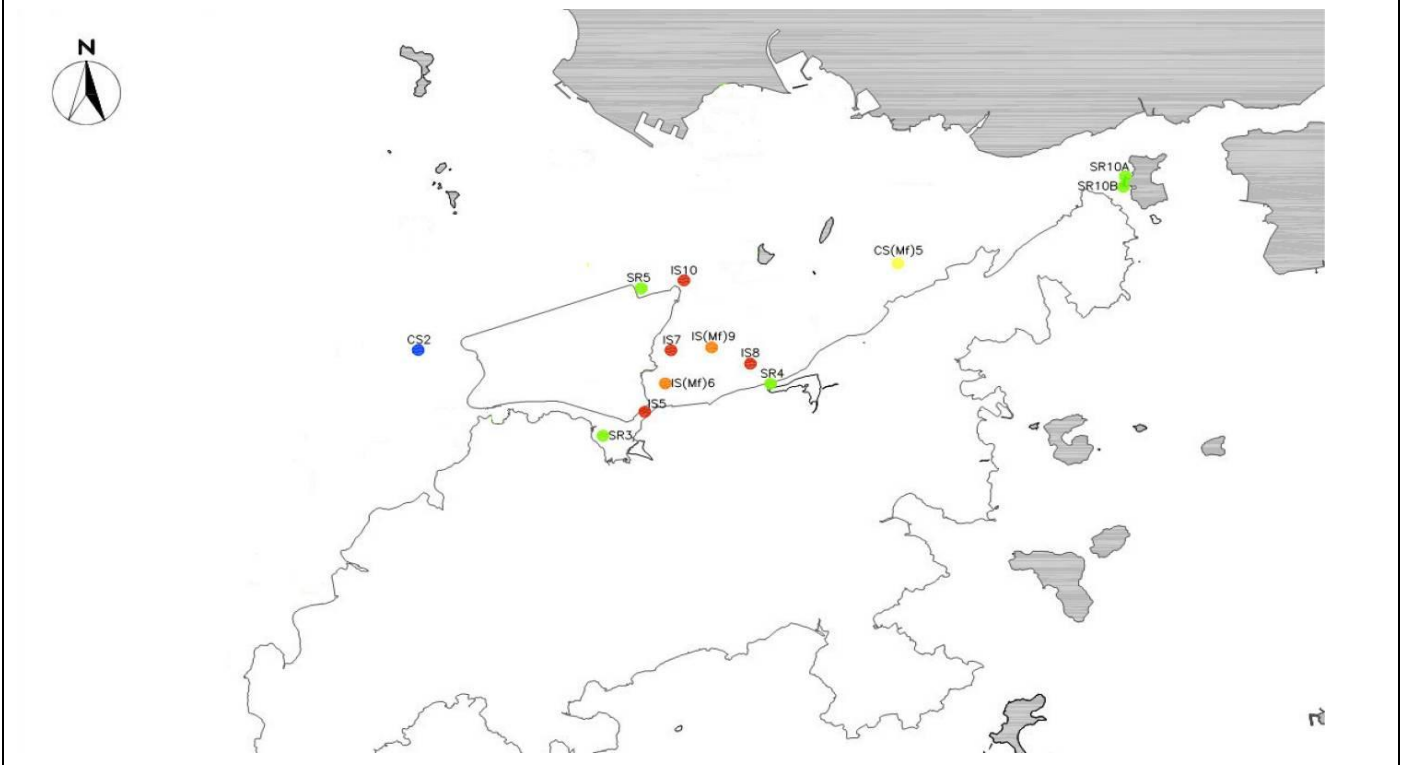 N
SR10A
SR10B
CS(Mf)5
IS10
SR5
IS(Mf)9
IS7
CS2
IS8
SR4
IS(Mf)6
IS5
SR3